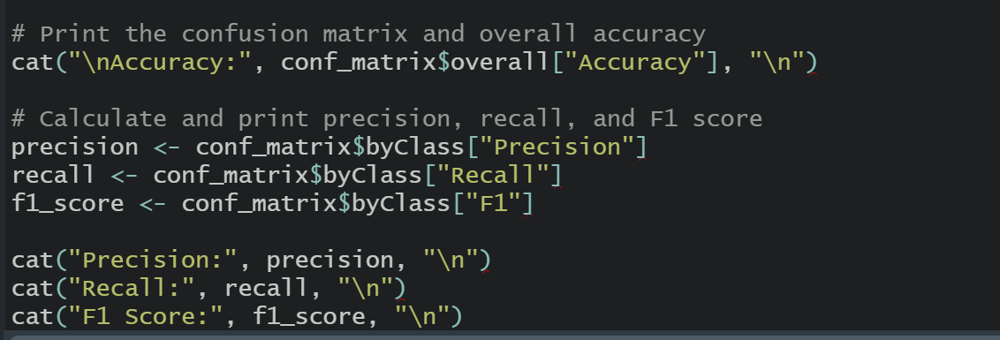 # Print the confusion matrix and overall accuracy
cat("\nAccuracy:", conf_matrix$overall["Accuracy"], "\n")
# Calculate and print precision, recall, and F1 score
precision <- conf_matrix$byClass["Precision"]
recall <- conf_matrix$byClass["Recall"]
f1_score <- conf_matrix$byClass["F1"]
cat("Precision:", precision, "\n")
cat("Recall:", recall, "\n")
cat("F1 Score:", f1_score, "\n")